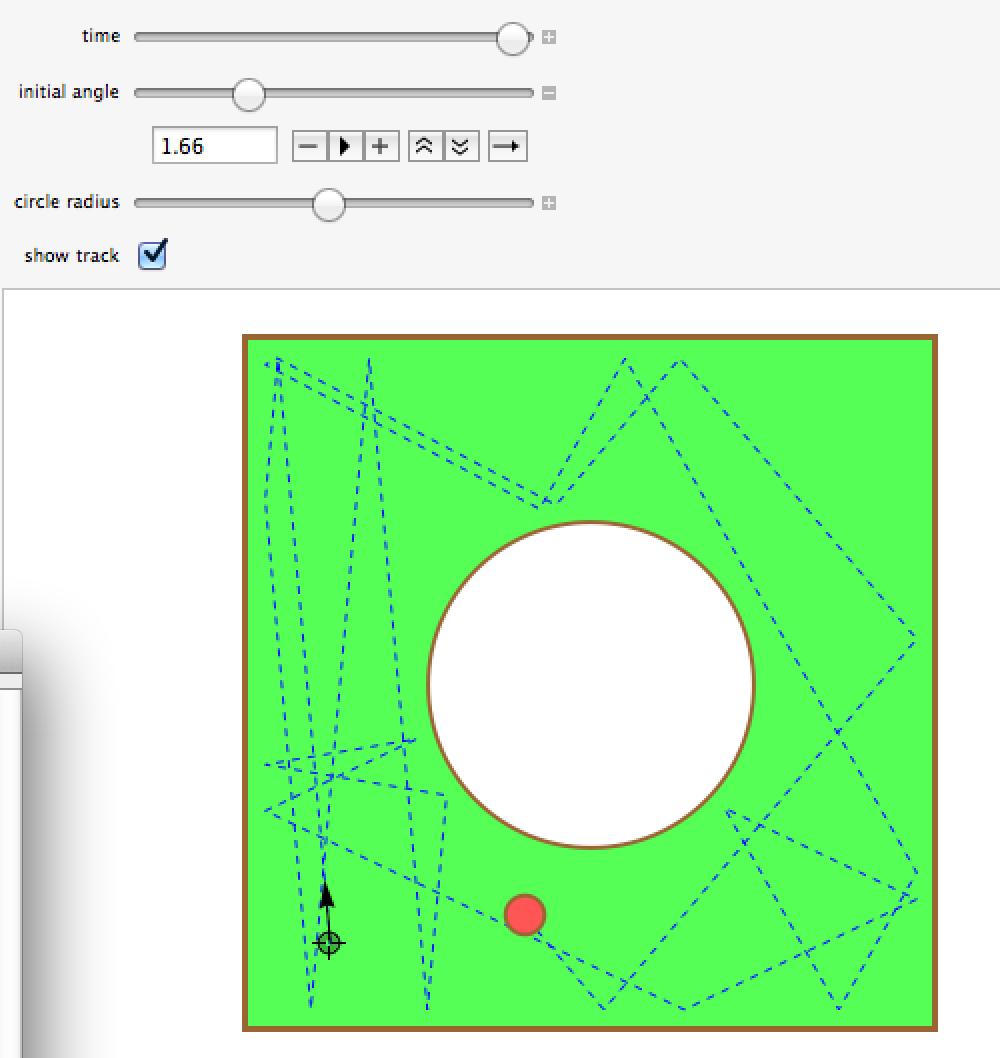 time
initial angle
1.66
circle radius
show track